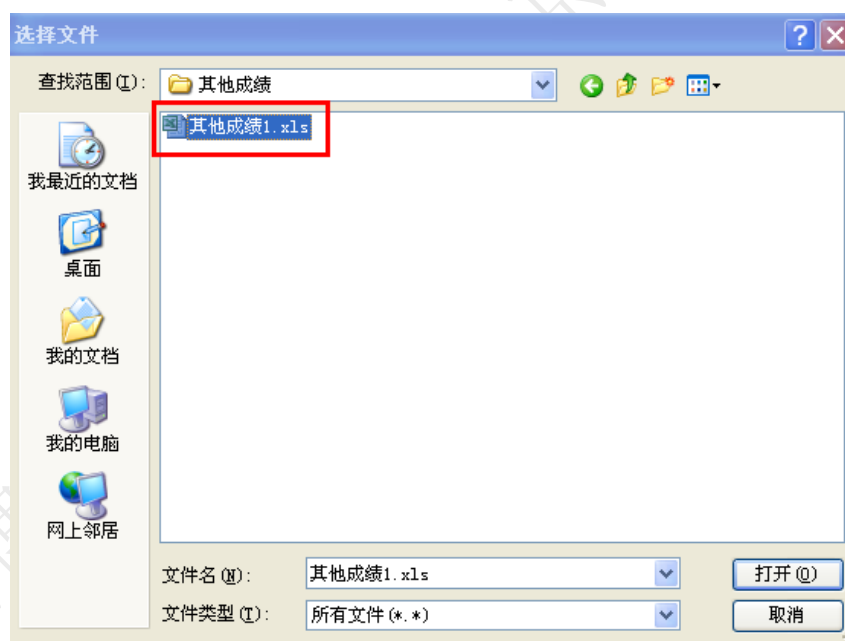 选择文件
查找范围(I):
其他成绩
其他成绩1.xls
我最近的文档
桌面
我的文档
我的电脑
网上邻居
文件名(N):
其他成绩1.xls
打开(O)
文件类型(T):
所有文件(*.*)
取消